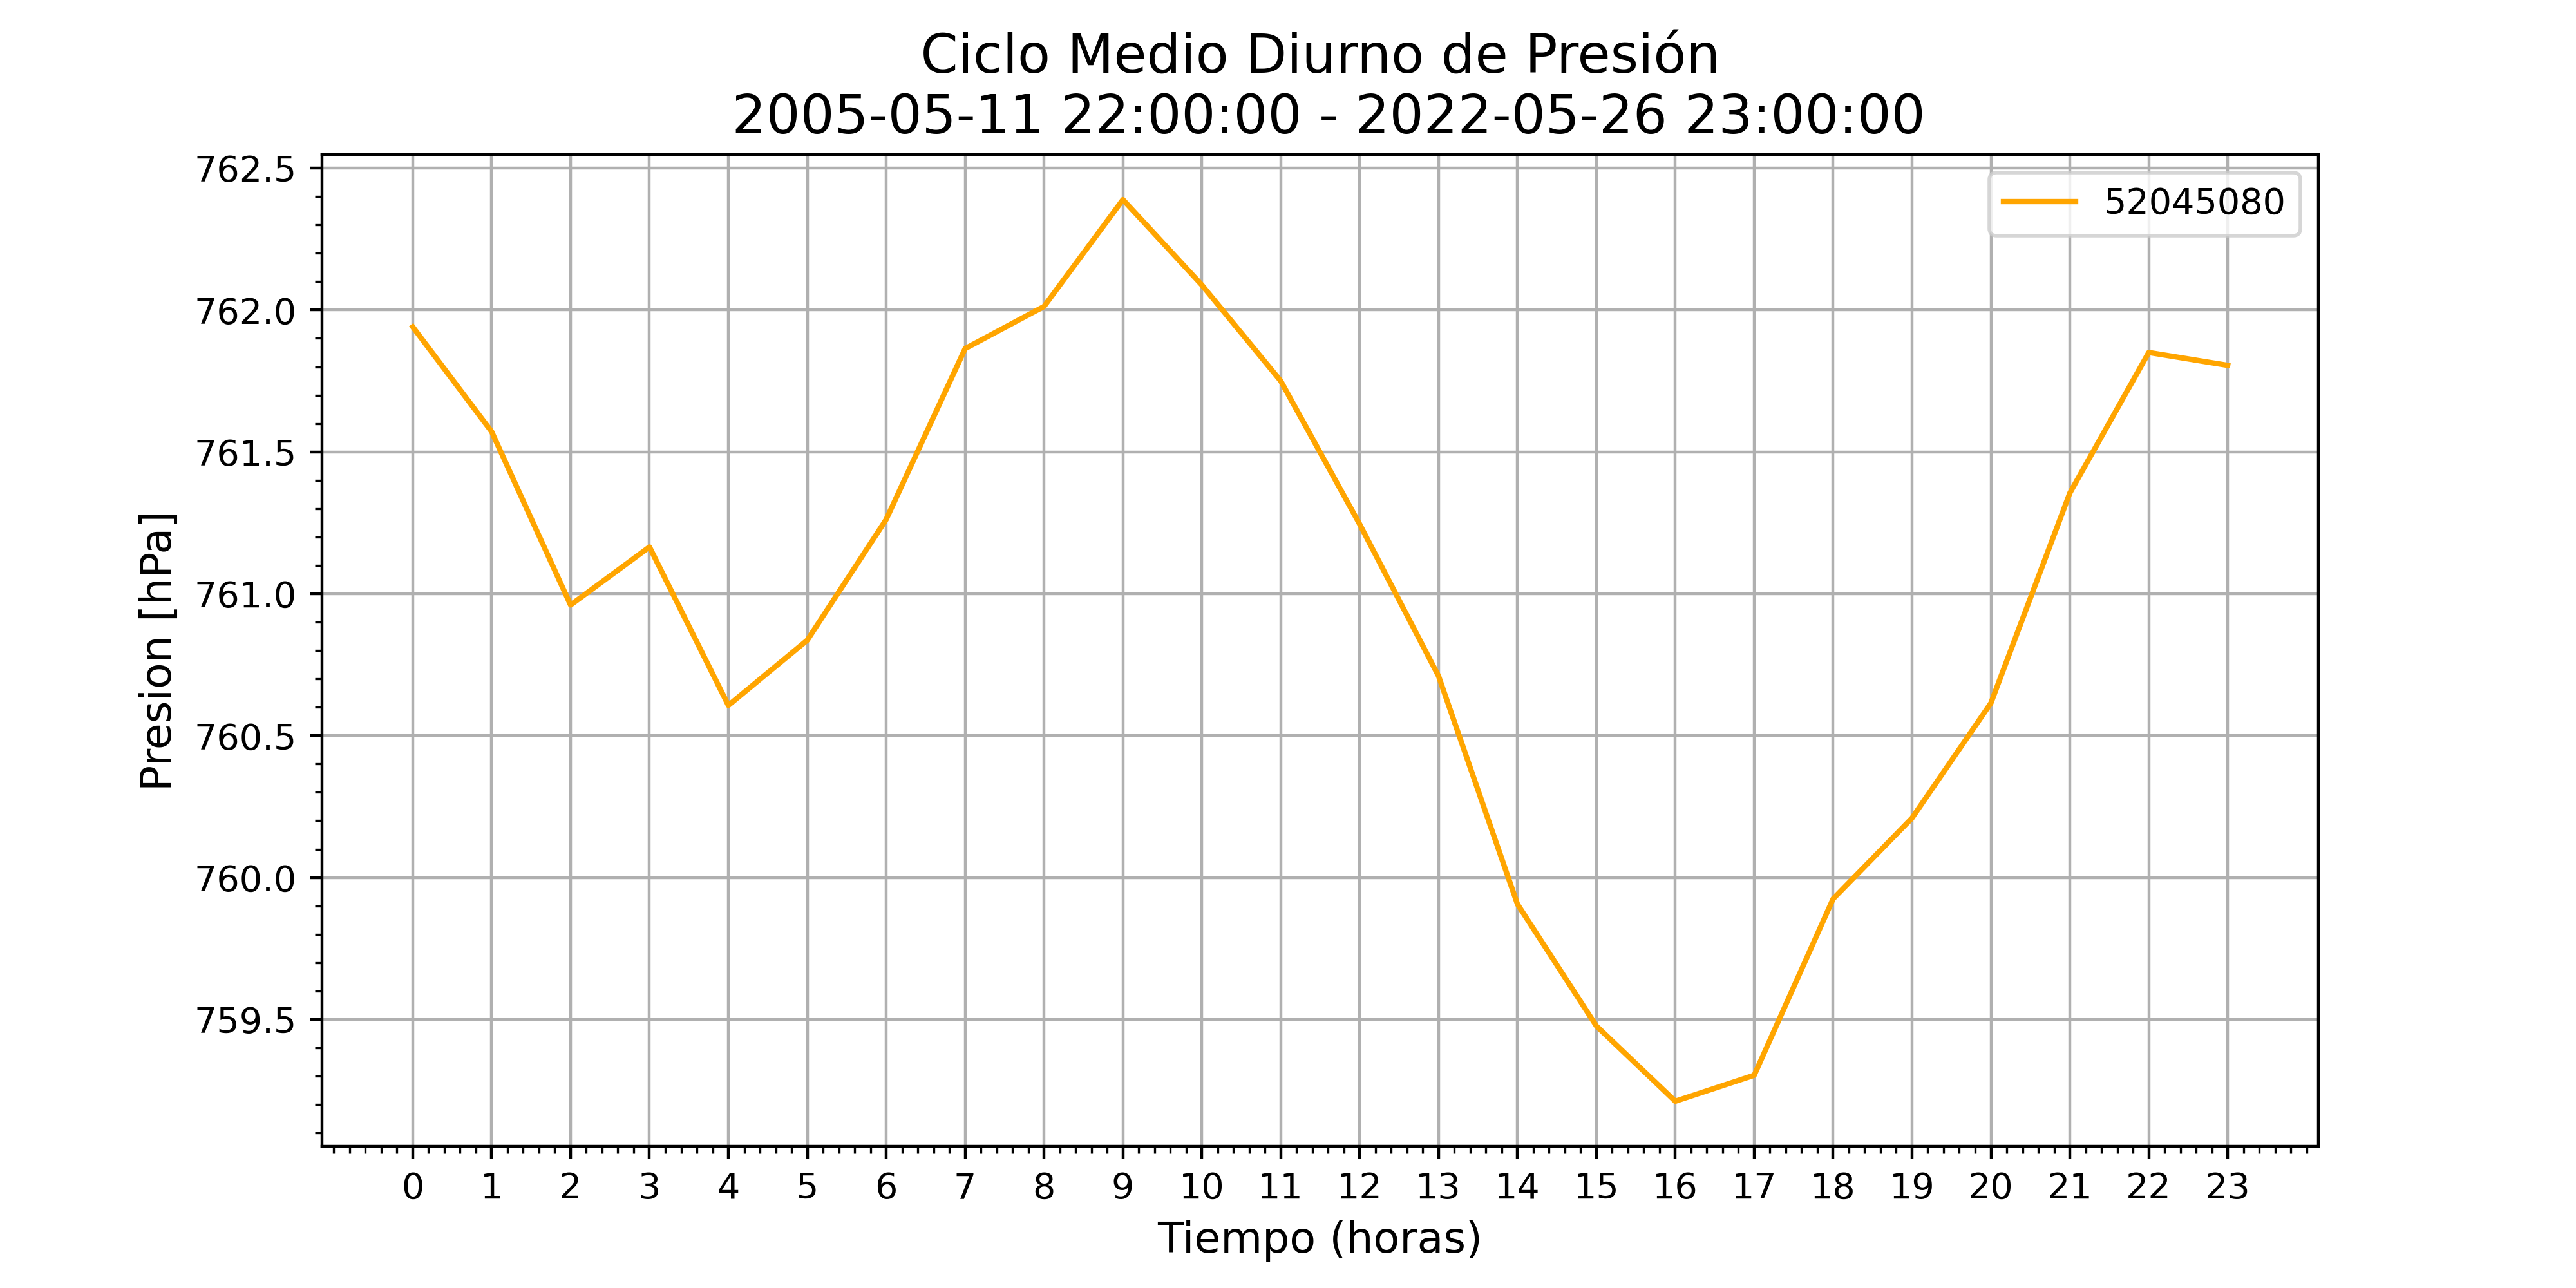 Ciclo Medio Diurno de Presión
2005-05-11 22:00:00 - 2022-05-26 23:00:00
52045080
Presion [hPa]
762.5
762.0
761.5
761.0
760.5
760.0
759.5
0 1 2 3 4 5 6 7 8 9 10 11 12 13 14 15 16 17 18 19 20 21 22 23
Tiempo (horas)